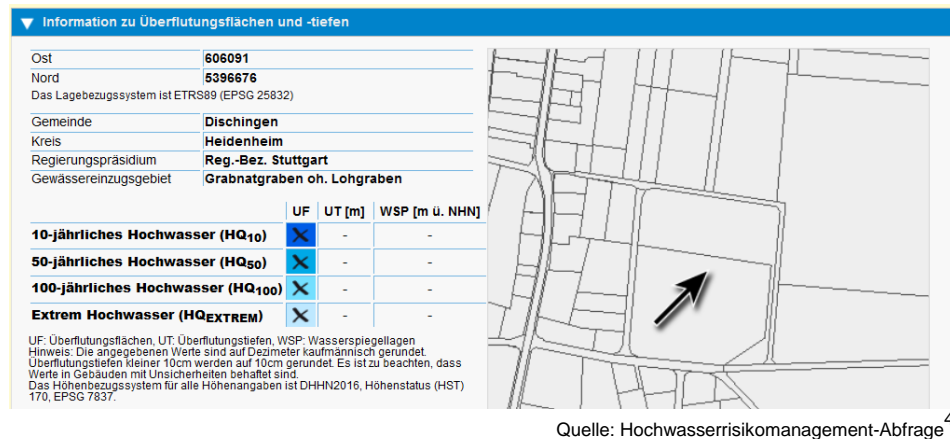 ▼ Information zu Überflutungsflächen und -tiefen
Ost 606091
Nord 5396676
Das Lagebezugssystem ist ETRS89 (EPSG 25832)
Gemeinde Dischingen
Kreis Heidenheim
Regierungspräsidium Reg.-Bez. Stuttgart
Gewässereinzugsgebiet Grabnatgraben oh. Lohgraben
UF UT [m] WSP [m ü. NHN]
10-jährliches Hochwasser (HQ10) X - -
50-jährliches Hochwasser (HQ50) X - -
100-jährliches Hochwasser (HQ100) X - -
Extrem Hochwasser (HQEXTREM) X - -
UF: Überflutungsflächen, UT: Überflutungstiefen, WSP: Wasserspiegellagen
Hinweis: Die angegebenen Werte sind auf Dezimeter kaufmännisch gerundet.
Überflutungstiefen kleiner 10cm werden auf 10cm gerundet. Es ist zu beachten, dass
Werte in Gebäuden mit Unsicherheiten behaftet sind.
Das Höhenbezugssystem für alle Höhenangaben ist DHHN2016, Höhenstatus (HST)
170, EPSG 7837.
Quelle: Hochwasserrisikomanagement-Abfrage4